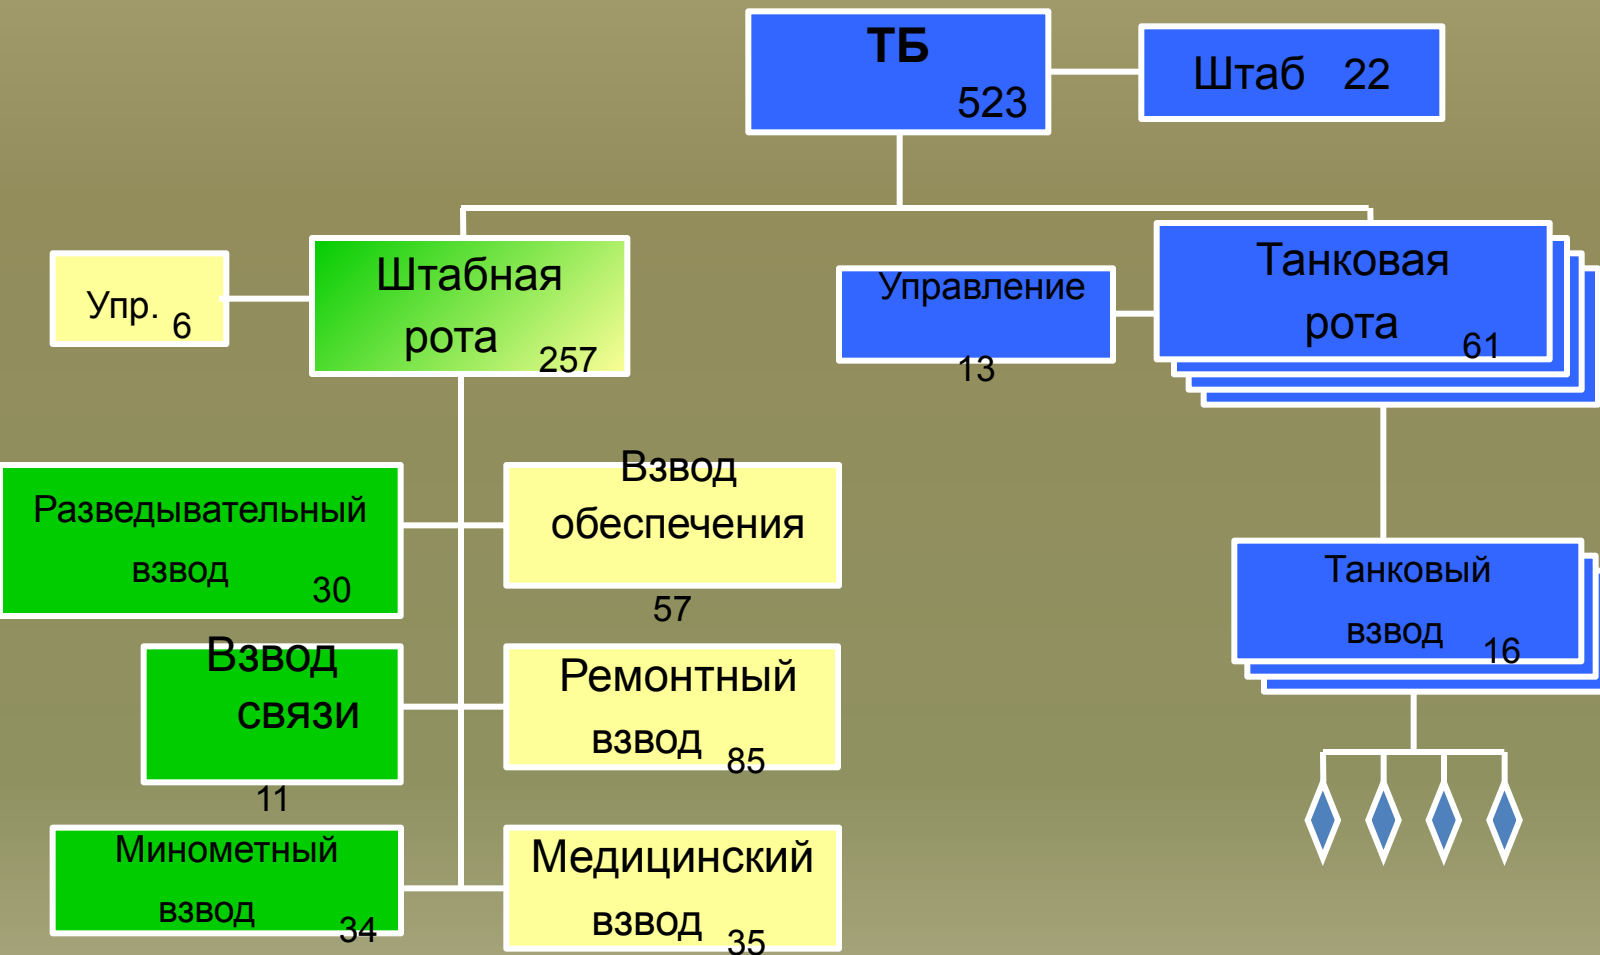 ТБ
523
Штаб 22
Упр. 6
Штабная
рота 257
Управление
13
Танковая
рота 61
Разведывательный
взвод 30
Взвод
обеспечения
57
Взвод
связи
11
Ремонтный
взвод 85
Минометный
взвод 34
Медицинский
взвод 35
Танковый
взвод 16